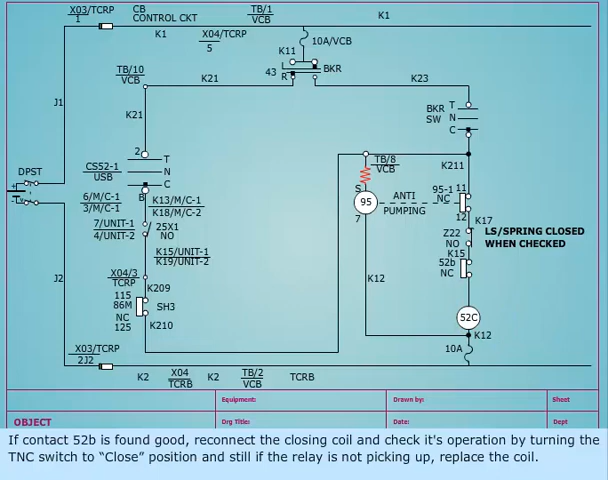 X03/TCRP
1
CB
CONTROL CKT
TB/1
VCB
K1
K1
X04/TCRP
5
10A/VCB
K11
L
43
R
BKR
TB/10
VCB
K21
K23
J1
K21
BKR
SW
T
N
C
2
T
N
C
CS52-1
USB
B
DPST
+
TB/8
VCB
K211
S
95
7
ANTI
PUMPING
95-1
NC
11
12
6/M/C-1
3/M/C-1
K13/M/C-1
K18/M/C-2
K17
LS/SPRING CLOSED
WHEN CHECKED
7/UNIT-1
4/UNIT-2
25X1
NO
Z22
NO
K15/UNIT-1
K19/UNIT-2
K15
52b
NC
J2
X04/3
TCRP
K209
K12
115
86M
NC
125
SH3
K210
52C
K12
X03/TCRP
2J2
10A
K2
X04
TCRB
K2
TB/2
VCB
TCRB
Equipment:
Drawn by:
Sheet
OBJECT
Drg Title:
Date:
Dept
If contact 52b is found good, reconnect the closing coil and check it's operation by turning the
TNC switch to “Close” position and still if the relay is not picking up, replace the coil.